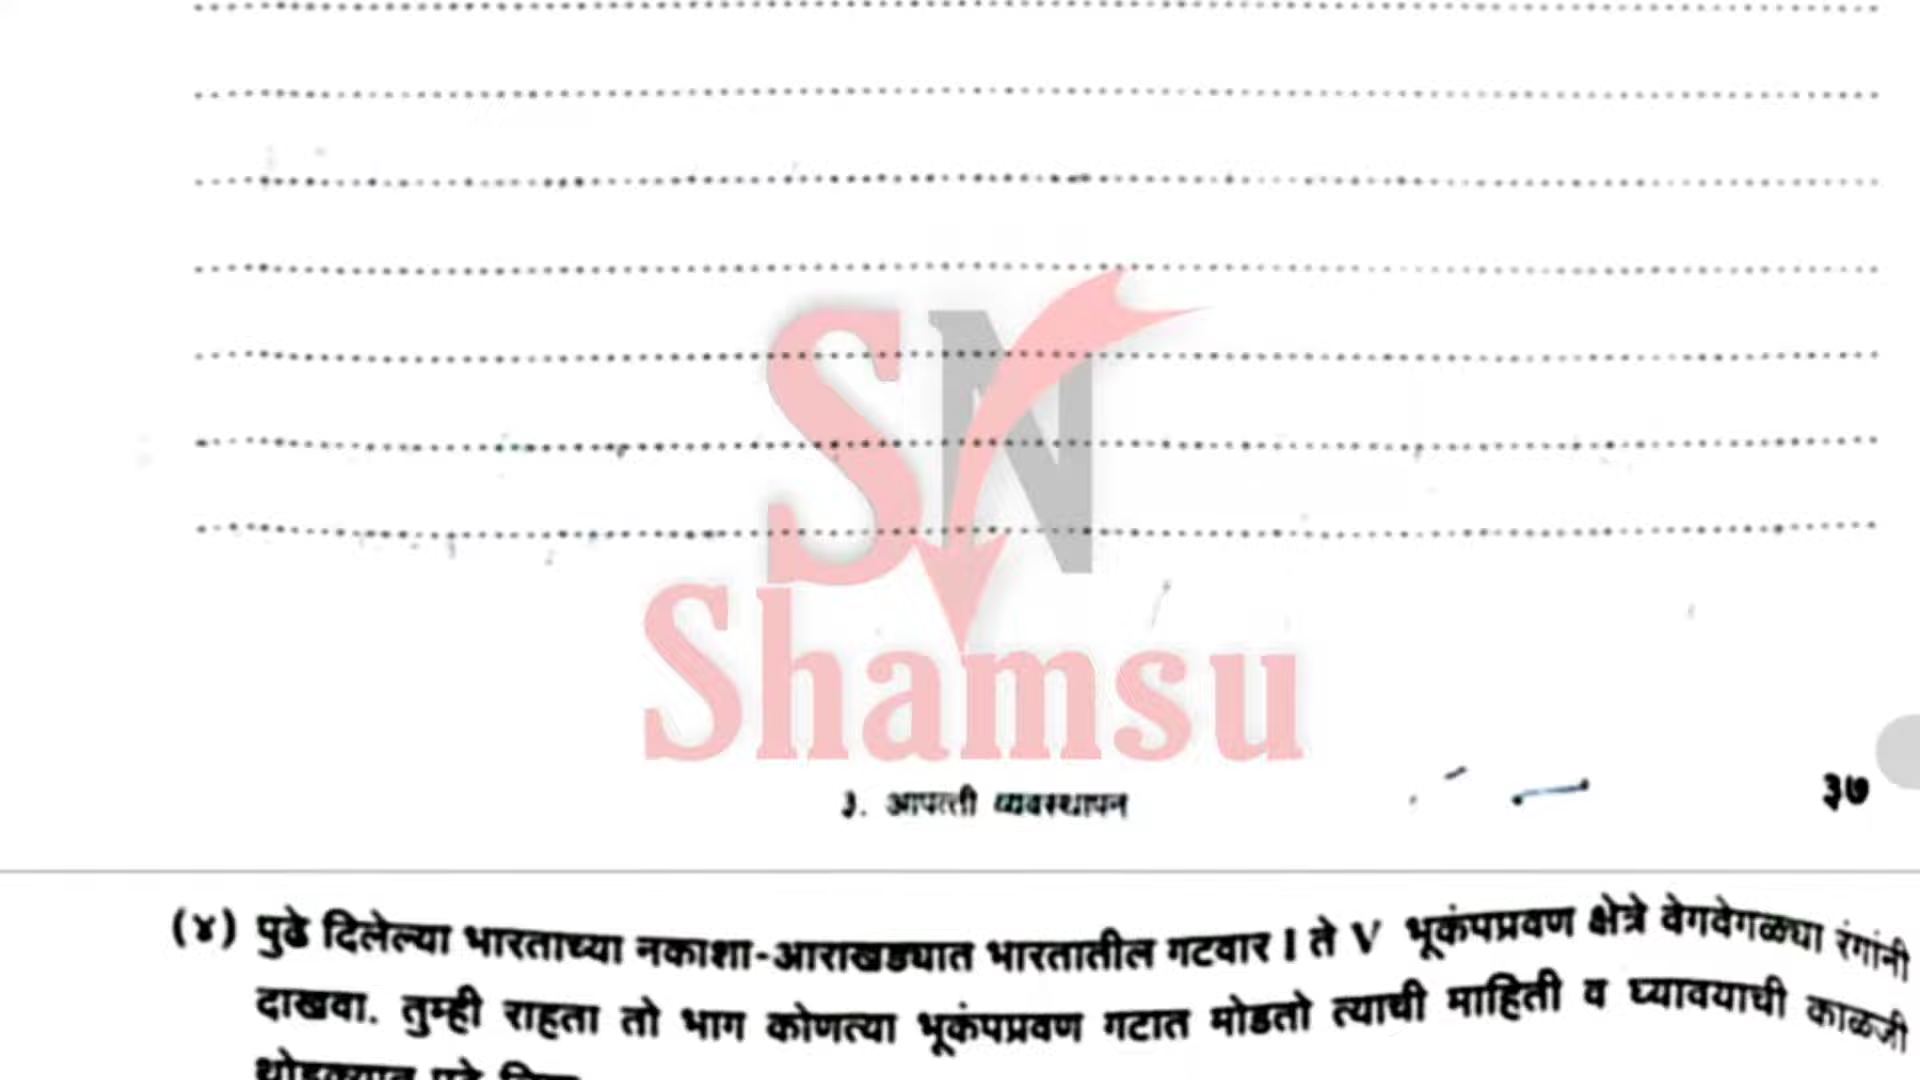 SN
Shamsu
३. आपत्ती व्यवस्थापन
३७
(४) पुढे दिलेल्या भारताच्या नकाशा-आराखड्यात भारतातील गटवार I ते V भूकंपप्रवण क्षेत्रे वेगवेगळ्या रंगांनी
दाखवा. तुम्ही राहता तो भाग कोणत्या भूकंपप्रवण गटात मोडतो त्याची माहिती व घ्यावयाची काळजी